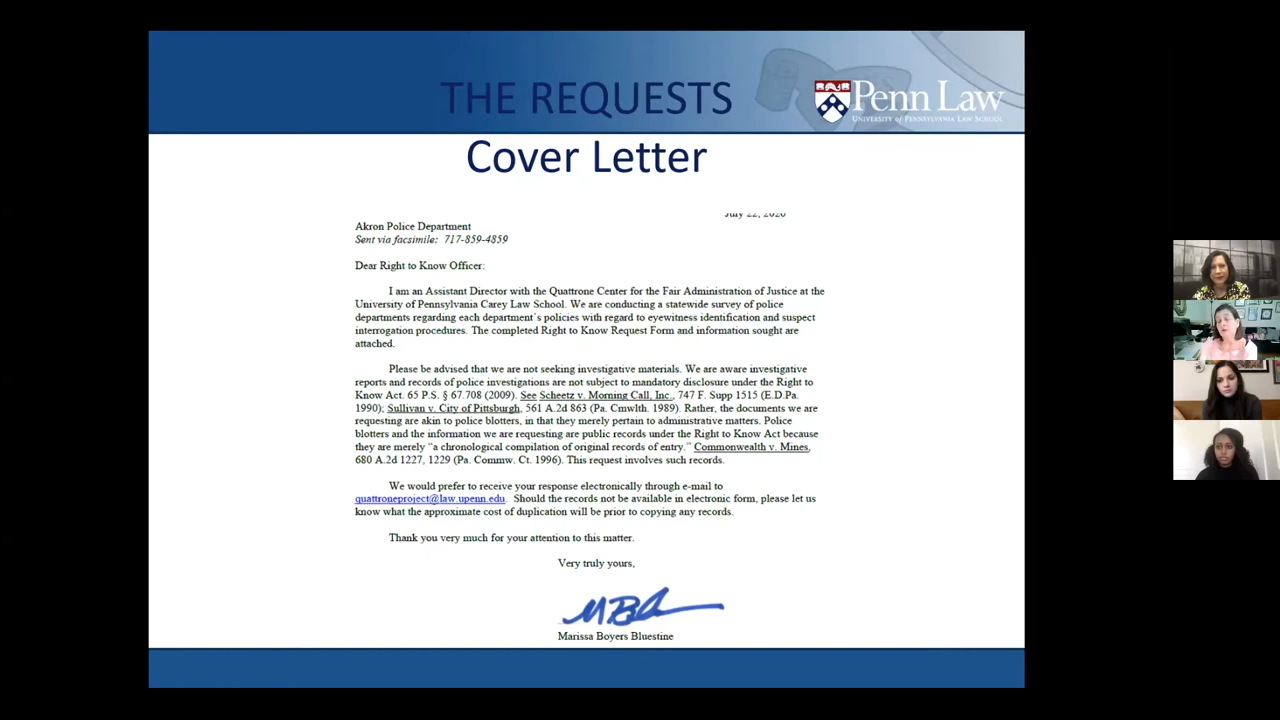 THE REQUESTS
Penn Law
UNIVERSITY OF PENNSYLVANIA LAW SCHOOL
Cover Letter
July 22, 2020
Akron Police Department
Sent via facsimile: 717-859-4859
Dear Right to Know Officer:
I am an Assistant Director with the Quattrone Center for the Fair Administration of Justice at the
University of Pennsylvania Carey Law School. We are conducting a statewide survey of police
departments regarding each department`s policies with regard to eyewitness identification and suspect
interrogation procedures. The completed Right to Know Request Form and information sought are
attached.
Please be advised that we are not seeking investigative materials. We are aware investigative
reports and records of police investigations are not subject to mandatory disclosure under the Right to
Know Act. 65 P.S. § 67.708 (2009). See Scheetz v. Morning Call, Inc., 747 F. Supp 1515 (E.D.Pa.
1990); Sullivan v. City of Pittsburgh, 561 A.2d 863 (Pa. Cmwlth. 1989). Rather, the documents we are
requesting are akin to police blotters, in that they merely pertain to administrative matters. Police
blotters and the information we are requesting are public records under the Right to Know Act because
they are merely “a chronological compilation of original records of entry.” Commonwealth v. Mines,
680 A.2d 1227, 1229 (Pa. Commw. Ct. 1996). This request involves such records.
We would prefer to receive your response electronically through e-mail to
quattroneproject@law.upenn.edu. Should the records not be available in electronic form, please let us
know what the approximate cost of duplication will be prior to copying any records.
Thank you very much for your attention to this matter.
Very truly yours,
MBB
Marissa Boyers Bluestine